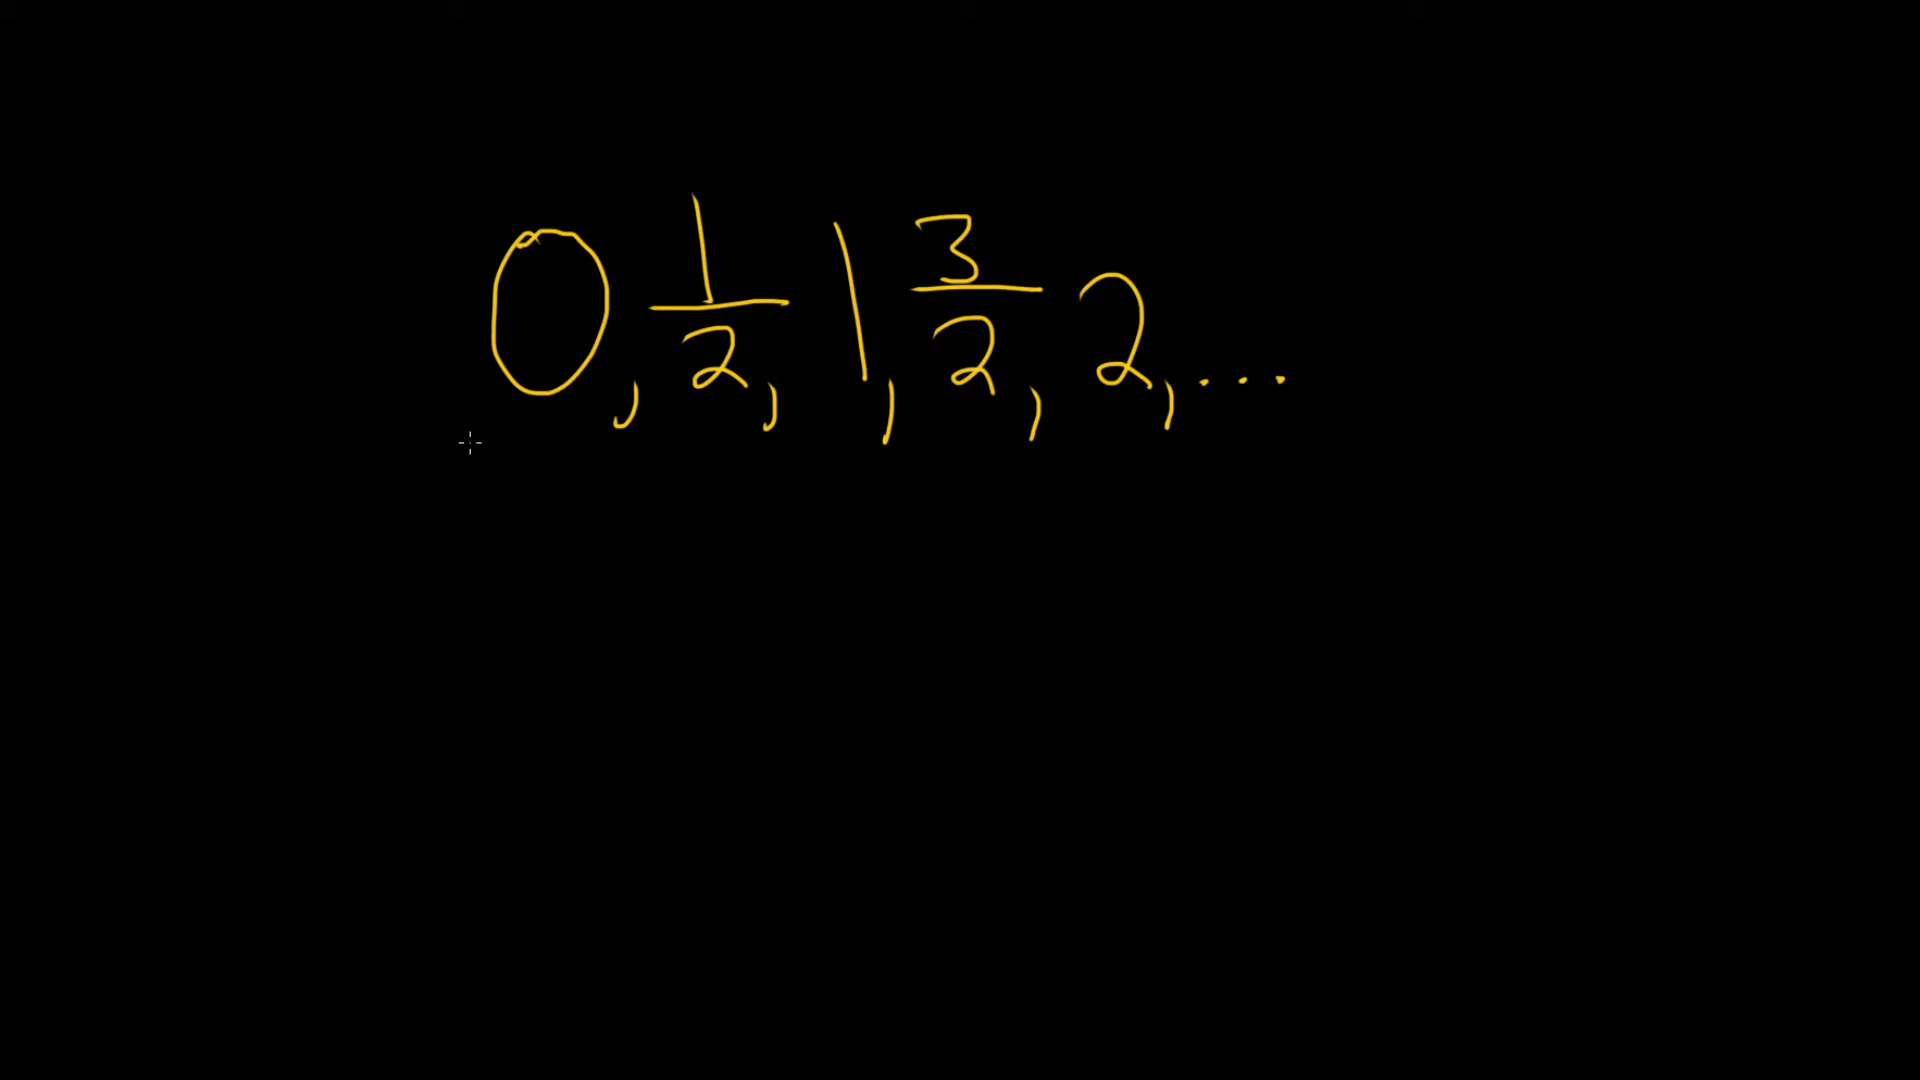 0, 1/2, 1, 3/2, 2, ...